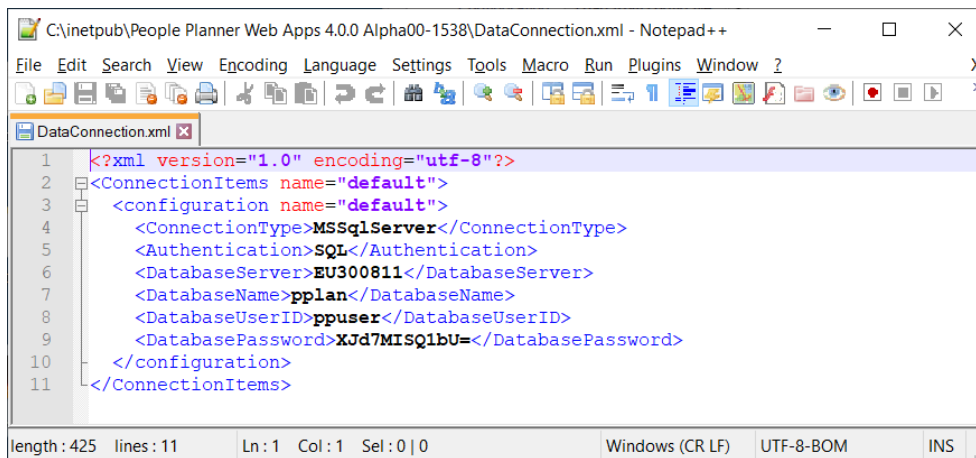 C:\inetpub\People Planner Web Apps 4.0.0 Alpha00-1538\DataConnection.xml - Notepad++
File Edit Search View Encoding Language Settings Tools Macro Run Plugins Window ? X
DataConnection.xml
1 <?xml version="1.0" encoding="utf-8"?>
2 <ConnectionItems name="default">
3 <configuration name="default">
4 <ConnectionType>MSSqlServer</ConnectionType>
5 <Authentication>SQL</Authentication>
6 <DatabaseServer>EU300811</DatabaseServer>
7 <DatabaseName>pplan</DatabaseName>
8 <DatabaseUserID>ppuser</DatabaseUserID>
9 <DatabasePassword>XJd7MISQ1bU=</DatabasePassword>
10 </configuration>
11 </ConnectionItems>
length : 425 lines : 11 Ln : 1 Col : 1 Sel : 0 | 0 Windows (CR LF) UTF-8-BOM INS